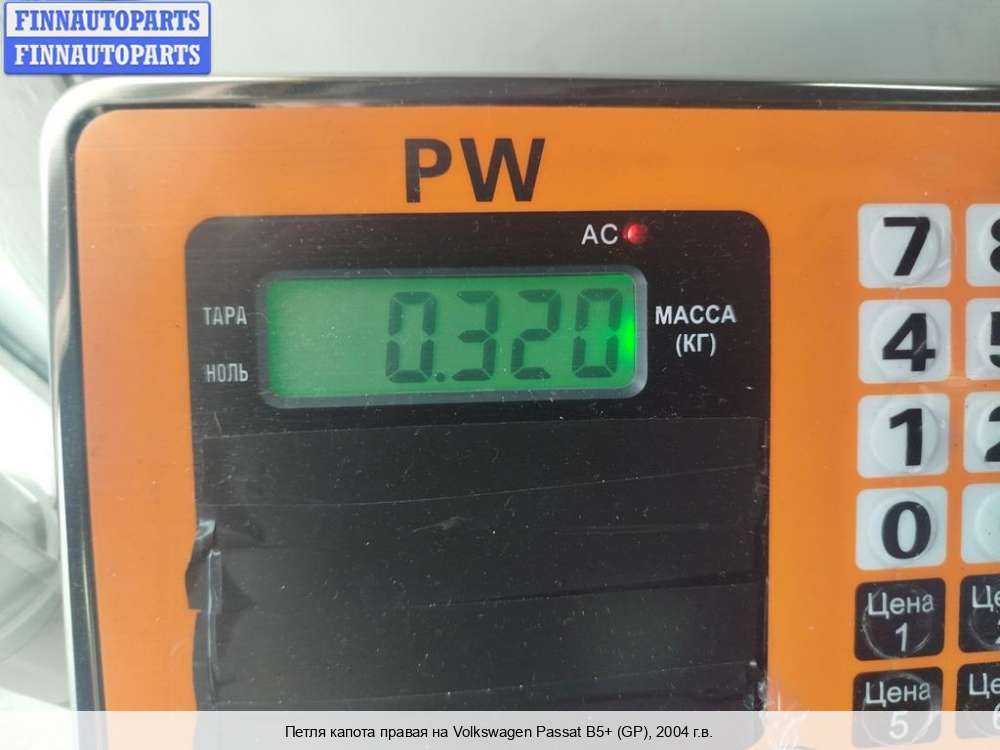 FINNAUTOPARTS
FINNAUTOPARTS
PW
AC
ТАРА
0.320
МАССА
(КГ)
НОЛЬ
7
4
1
0
Цена
1
Цена
5
Петля капота правая на Volkswagen Passat B5+ (GP), 2004 г.в.